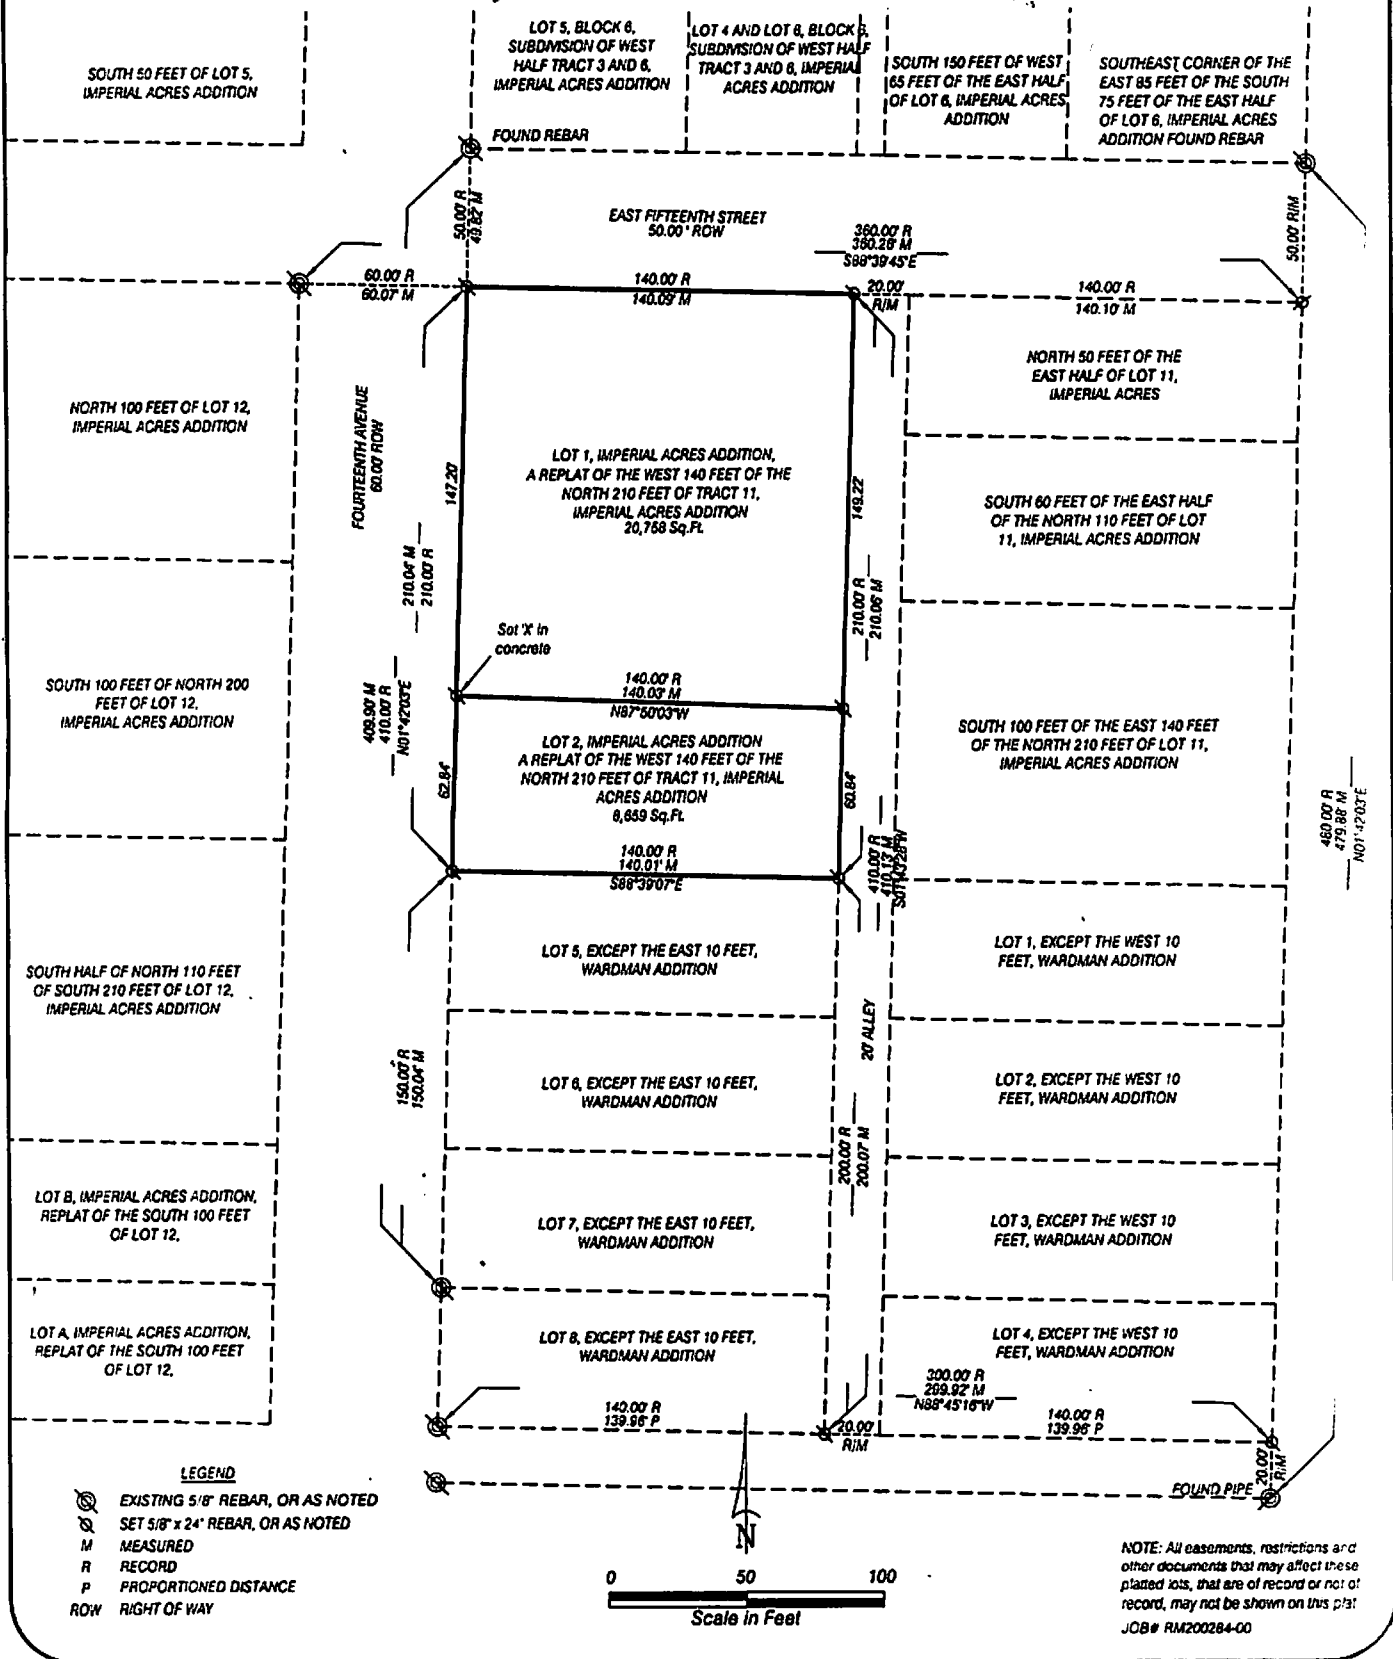 SOUTH 50 FEET OF LOT 5,
IMPERIAL ACRES ADDITION
LOT 5, BLOCK 6,
SUBDIVISION OF WEST
HALF TRACT 3 AND 6,
IMPERIAL ACRES ADDITION
LOT 4 AND LOT 6, BLOCK 6,
SUBDIVISION OF WEST HALF
TRACT 3 AND 6, IMPERIAL
ACRES ADDITION
SOUTH 150 FEET OF WEST
65 FEET OF THE EAST HALF
OF LOT 6, IMPERIAL ACRES
ADDITION
SOUTHEAST CORNER OF THE
EAST 85 FEET OF THE SOUTH
75 FEET OF THE EAST HALF
OF LOT 6, IMPERIAL ACRES
ADDITION FOUND REBAR
FOUND REBAR
50.00' R
49.82' M
EAST FIFTEENTH STREET
50.00' ROW
360.00' R
360.26' M
S88°39'45"E
50.00' R/M
60.00' R
60.07' M
140.00' R
140.09' M
20.00'
R/M
140.00' R
140.10' M
NORTH 100 FEET OF LOT 12,
IMPERIAL ACRES ADDITION
FOURTEENTH AVENUE
60.00' ROW
147.20'
LOT 1, IMPERIAL ACRES ADDITION,
A REPLAT OF THE WEST 140 FEET OF THE
NORTH 210 FEET OF TRACT 11,
IMPERIAL ACRES ADDITION
20,768 Sq.Ft.
149.22'
NORTH 50 FEET OF THE
EAST HALF OF LOT 11,
IMPERIAL ACRES
SOUTH 60 FEET OF THE EAST HALF
OF THE NORTH 110 FEET OF LOT
11, IMPERIAL ACRES ADDITION
210.04' M
210.00' R
210.00' R
210.06' M
Set 'X' in
concrete
SOUTH 100 FEET OF NORTH 200
FEET OF LOT 12,
IMPERIAL ACRES ADDITION
409.90' M
410.00' R
N01°42'03"E
140.00' R
140.03' M
N87°50'03"W
LOT 2, IMPERIAL ACRES ADDITION
A REPLAT OF THE WEST 140 FEET OF THE
NORTH 210 FEET OF TRACT 11, IMPERIAL
ACRES ADDITION
8,659 Sq.Ft.
62.84'
60.84'
SOUTH 100 FEET OF THE EAST 140 FEET
OF THE NORTH 210 FEET OF LOT 11,
IMPERIAL ACRES ADDITION
460.00' R
479.88' M
N01°42'03"E
140.00' R
140.01' M
S88°39'07"E
410.00' R
410.13' M
SOUTH HALF OF NORTH 110 FEET
OF SOUTH 210 FEET OF LOT 12,
IMPERIAL ACRES ADDITION
LOT 5, EXCEPT THE EAST 10 FEET,
WARDMAN ADDITION
LOT 1, EXCEPT THE WEST 10
FEET, WARDMAN ADDITION
150.00' R
150.04' M
20' ALLEY
LOT 6, EXCEPT THE EAST 10 FEET,
WARDMAN ADDITION
LOT 2, EXCEPT THE WEST 10
FEET, WARDMAN ADDITION
200.00' R
200.07' M
LOT B, IMPERIAL ACRES ADDITION,
REPLAT OF THE SOUTH 100 FEET
OF LOT 12,
LOT 7, EXCEPT THE EAST 10 FEET,
WARDMAN ADDITION
LOT 3, EXCEPT THE WEST 10
FEET, WARDMAN ADDITION
LOT A, IMPERIAL ACRES ADDITION,
REPLAT OF THE SOUTH 100 FEET
OF LOT 12,
LOT 8, EXCEPT THE EAST 10 FEET,
WARDMAN ADDITION
LOT 4, EXCEPT THE WEST 10
FEET, WARDMAN ADDITION
300.00' R
299.92' M
N88°45'16"W
140.00' R
139.96' P
20.00'
R/M
140.00' R
139.96' P
20.00'
R/M
FOUND PIPE
LEGEND
EXISTING 5/8" REBAR, OR AS NOTED
SET 5/8" x 24" REBAR, OR AS NOTED
M MEASURED
R RECORD
P PROPORTIONED DISTANCE
ROW RIGHT OF WAY
N
0 50 100
Scale in Feet
NOTE: All easements, restrictions and
other documents that may affect these
platted lots, that are of record or not of
record, may not be shown on this plat
JOB# RM200284-00